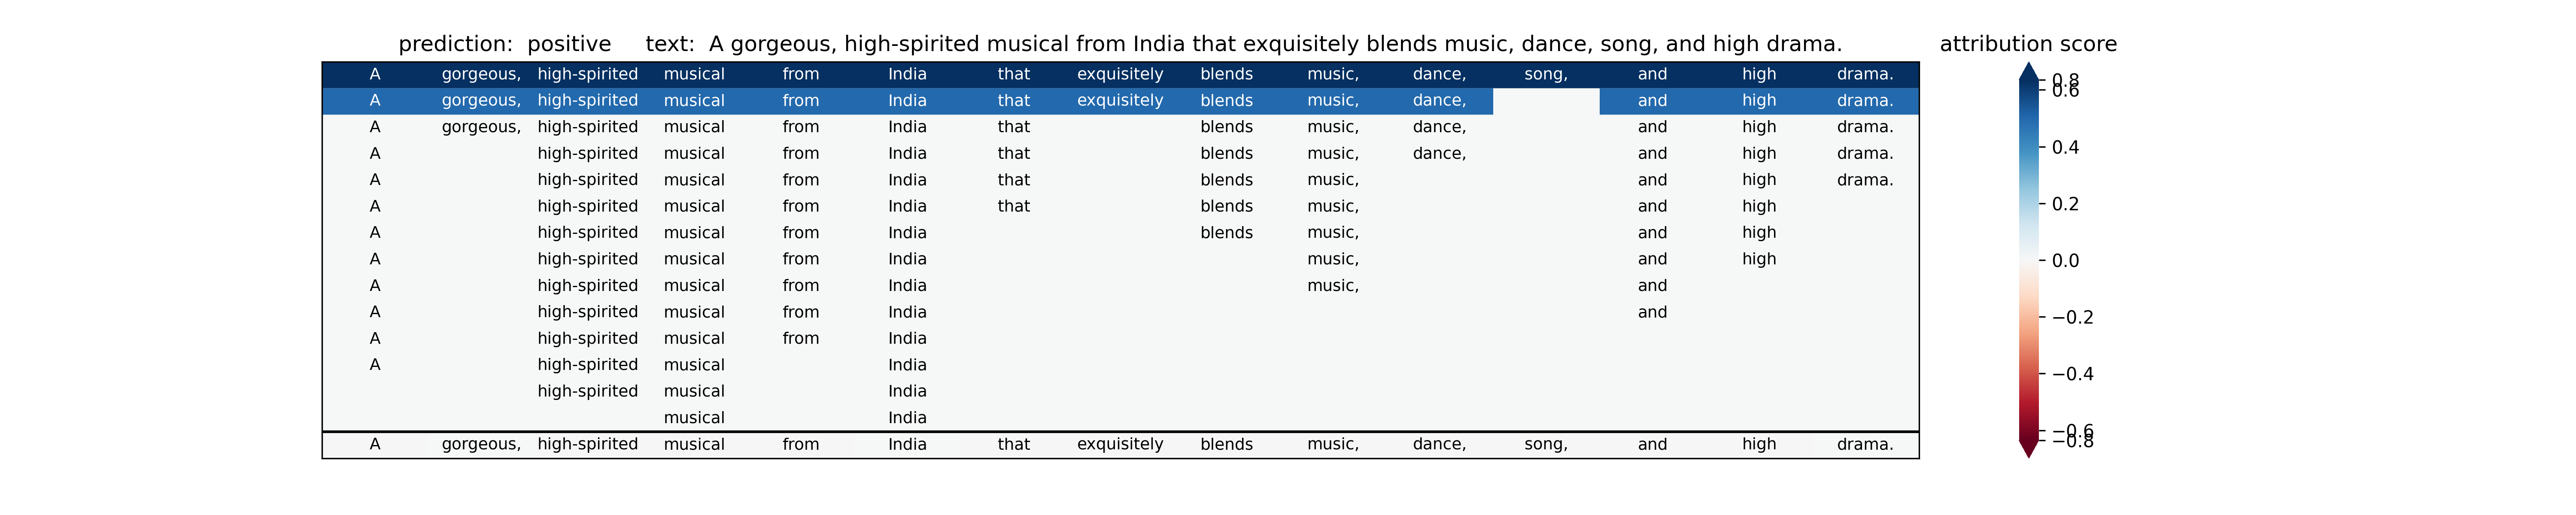 prediction: positive text: A gorgeous, high-spirited musical from India that exquisitely blends music, dance, song, and high drama. attribution score
A gorgeous, high-spirited musical from India that exquisitely blends music, dance, song, and high drama.
A gorgeous, high-spirited musical from India that exquisitely blends music, dance, and high drama.
A gorgeous, high-spirited musical from India that blends music, dance, and high drama.
A high-spirited musical from India that blends music, dance, and high drama.
A high-spirited musical from India that blends music, and high drama.
A high-spirited musical from India that blends music, and high
A high-spirited musical from India blends music, and high
A high-spirited musical from India music, and high
A high-spirited musical from India music, and
A high-spirited musical from India and
A high-spirited musical from India
A high-spirited musical India
high-spirited musical India
musical India
A gorgeous, high-spirited musical from India that exquisitely blends music, dance, song, and high drama.
0.8
0.6
0.4
0.2
0.0
−0.2
−0.4
−0.6
−0.8